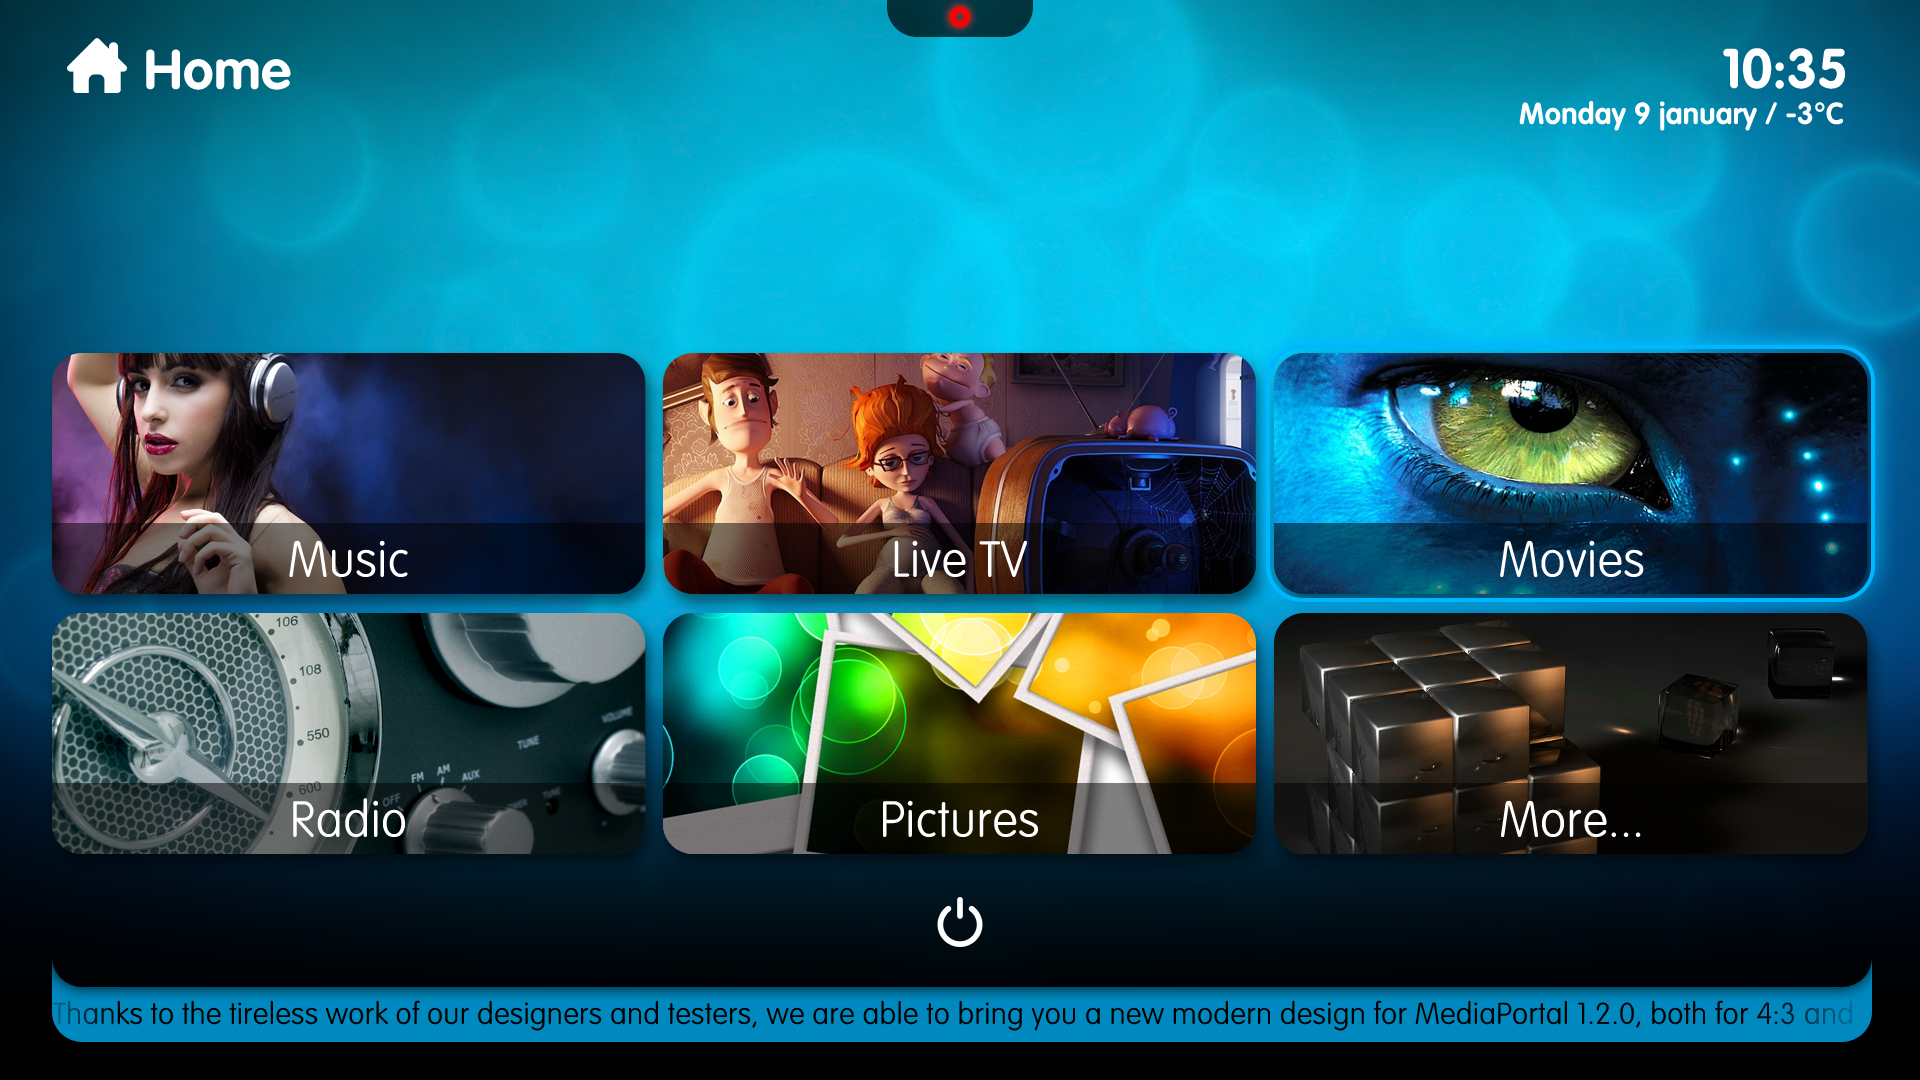 Home
10:35
Monday 9 january / -3°C
Music
Live TV
Movies
106
108
550
600
VOLUME
TUNE
FM
AM
AUX
OFF
TUNE
Radio
Pictures
More...
Thanks to the tireless work of our designers and testers, we are able to bring you a new modern design for MediaPortal 1.2.0, both for 4:3 and